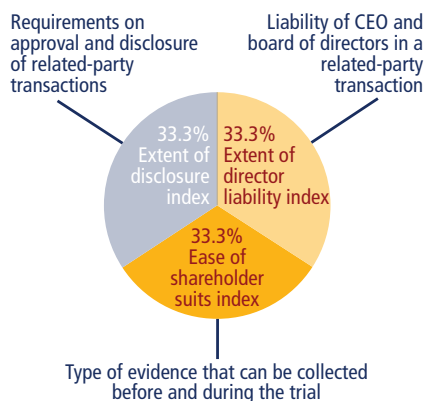 Requirements on
approval and disclosure
of related-party
transactions
Liability of CEO and
board of directors in a
related-party
transaction
33.3%
Extent of
disclosure
index
33.3%
Extent of
director
liability index
33.3%
Ease of
shareholder
suits index
Type of evidence that can be collected
before and during the trial